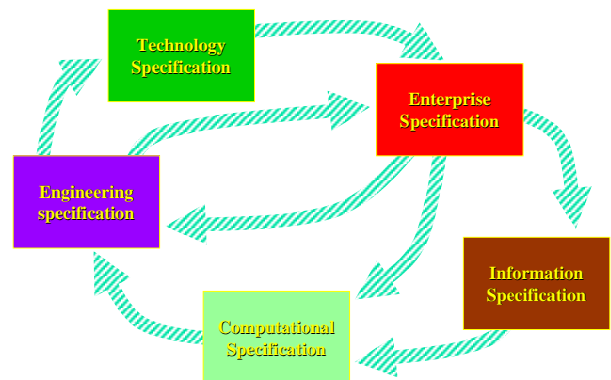 Technology
Specification
Enterprise
Specification
Engineering
specification
Information
Specification
Computational
Specification